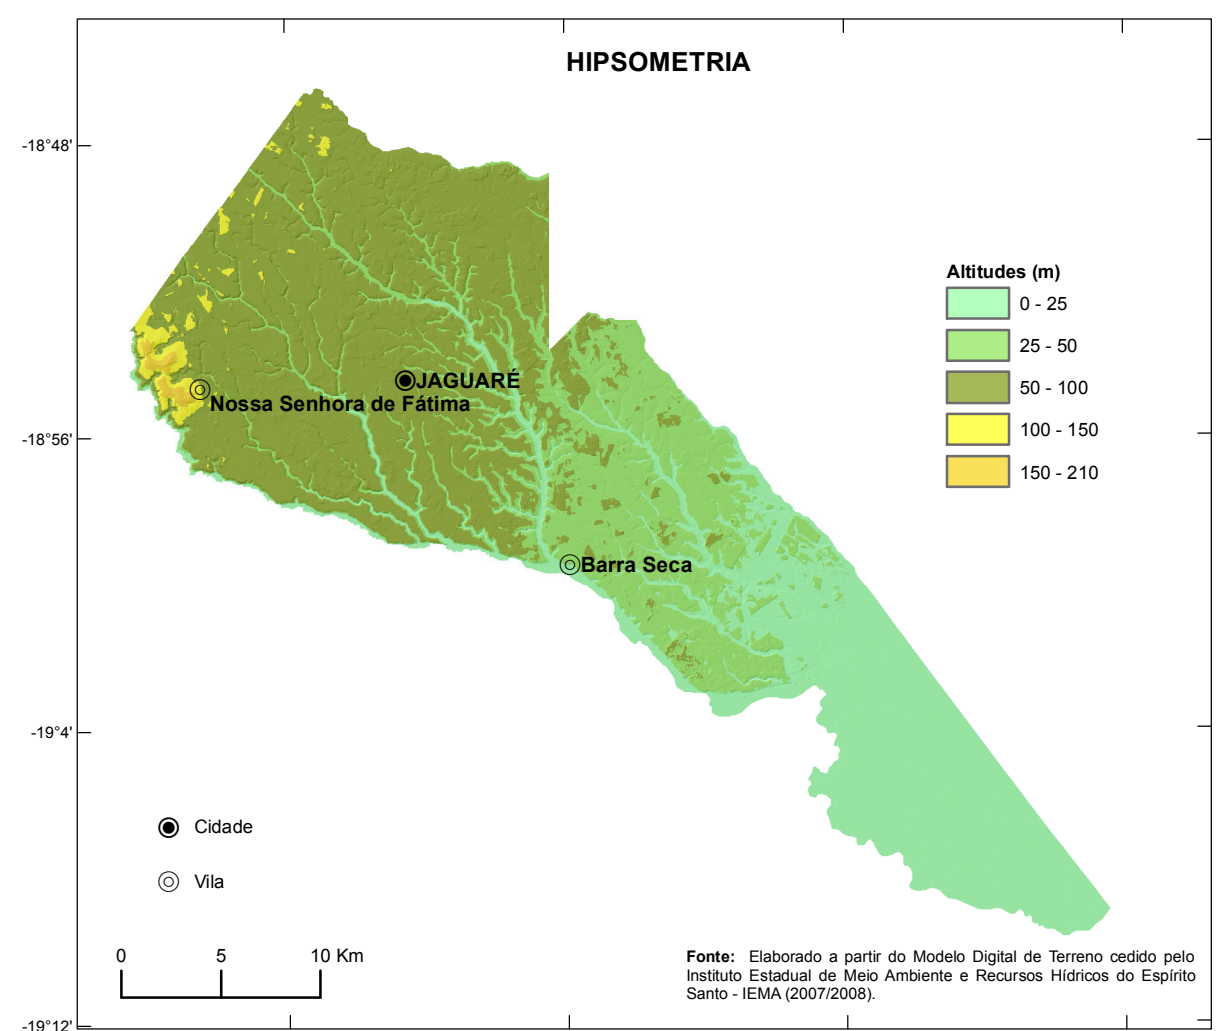 HIPSOMETRIA
-18°48'
Altitudes (m)
0 - 25
25 - 50
50 - 100
100 - 150
150 - 210
JAGUARÉ
Nossa Senhora de Fátima
-18°56'
Barra Seca
-19°4'
Cidade
Vila
0 5 10 Km
Fonte: Elaborado a partir do Modelo Digital de Terreno cedido pelo
Instituto Estadual de Meio Ambiente e Recursos Hídricos do Espírito
Santo - IEMA (2007/2008).
-19°12'